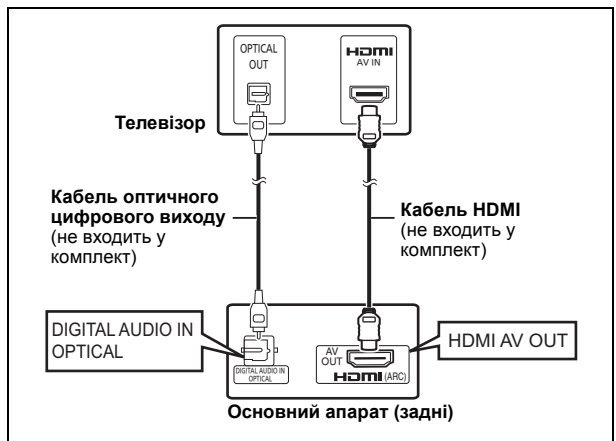 OPTICAL
OUT
HDMI
AV IN
Телевізор
Кабель оптичного
цифрового виходу
(не входить у
комплект)
Кабель HDMI
(не входить у
комплект)
DIGITAL AUDIO IN
OPTICAL
DIGITAL AUDIO IN
OPTICAL
AV
OUT
HDMI (ARC)
HDMI AV OUT
Основний апарат (задні)